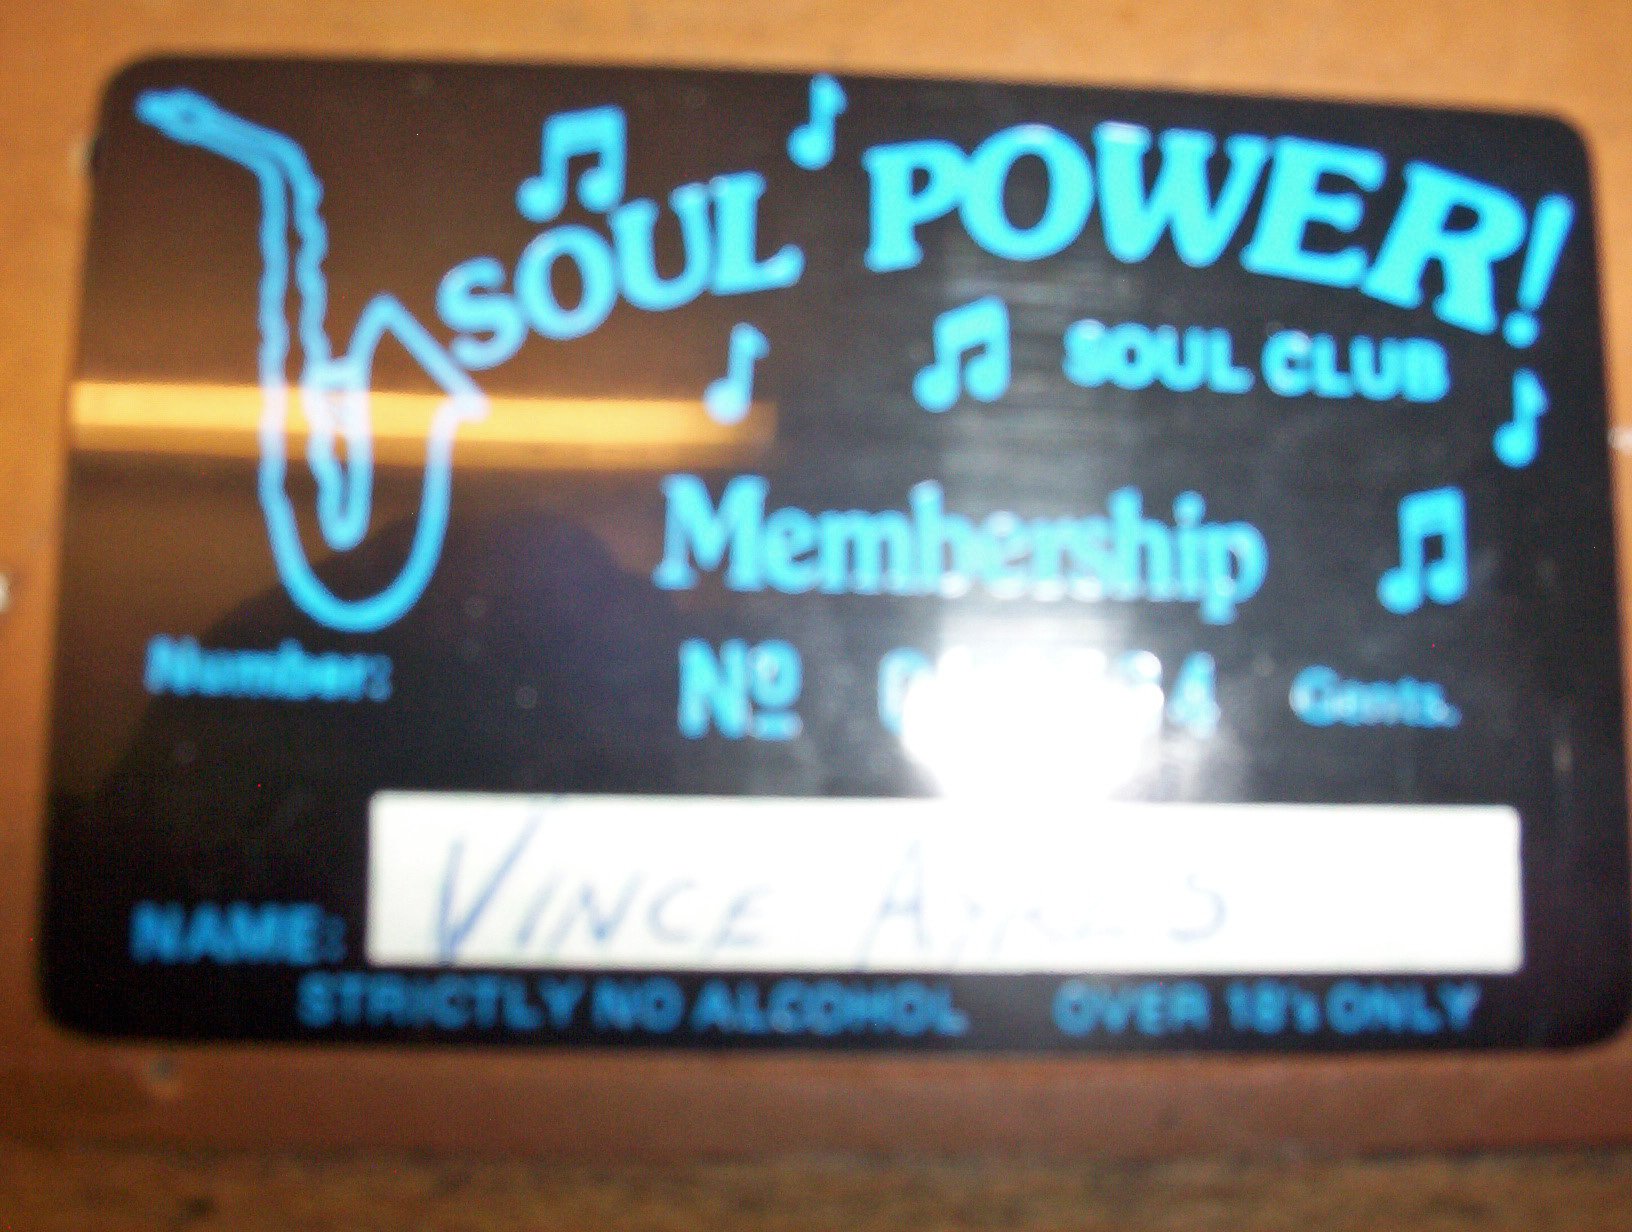 SOUL POWER!
SOUL CLUB
Membership
Number: Nº Gents.
NAME: VINCE
STRICTLY NO ALCOHOL OVER 18's ONLY